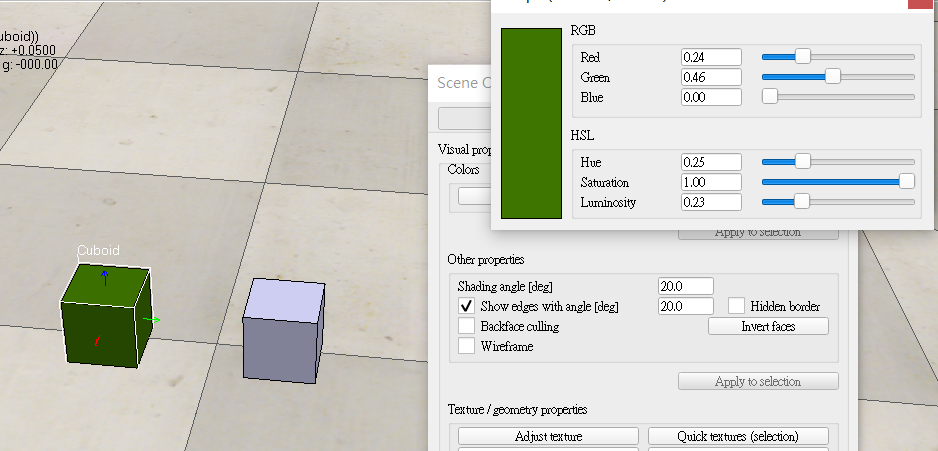 uboid))
z: +0.0500
g: -000.00
Cuboid
RGB
Red 0.24
Green 0.46
Blue 0.00
HSL
Hue 0.25
Saturation 1.00
Luminosity 0.23
Scene O
Visual prop
Colors
Apply to selection
Other properties
Shading angle [deg] 20.0
Show edges with angle [deg] 20.0 Hidden border
Backface culling Invert faces
Wireframe
Apply to selection
Texture / geometry properties
Adjust texture Quick textures (selection)